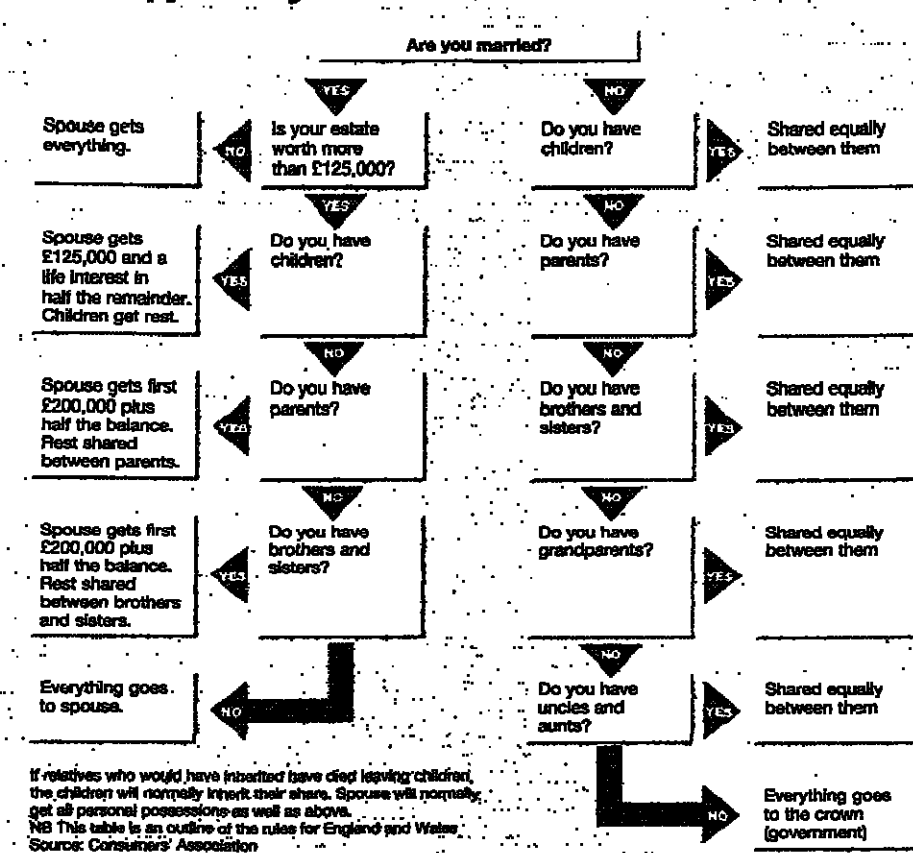 Are you married?
YES
NO
Spouse gets
everything.
NO
Is your estate
worth more
than £125,000?
Do you have
children?
YES
Shared equally
between them
YES
NO
Spouse gets
£125,000 and a
life interest in
half the remainder.
Children get rest.
YES
Do you have
children?
Do you have
parents?
YES
Shared equally
between them
NO
NO
Spouse gets first
£200,000 plus
half the balance.
Rest shared
between parents.
YES
Do you have
parents?
Do you have
brothers and
sisters?
YES
Shared equally
between them
NO
NO
Spouse gets first
£200,000 plus
half the balance.
Rest shared
between brothers
and sisters.
YES
Do you have
brothers and
sisters?
Do you have
grandparents?
YES
Shared equally
between them
NO
Everything goes
to spouse.
NO
Do you have
uncles and
aunts?
YES
Shared equally
between them
If relatives who would have inherited have died leaving children,
the children will normally inherit their share. Spouse will normally
get all personal possessions as well as above.
NB This table is an outline of the rules for England and Wales
Source: Consumers' Association
NO
Everything goes
to the crown
(government)